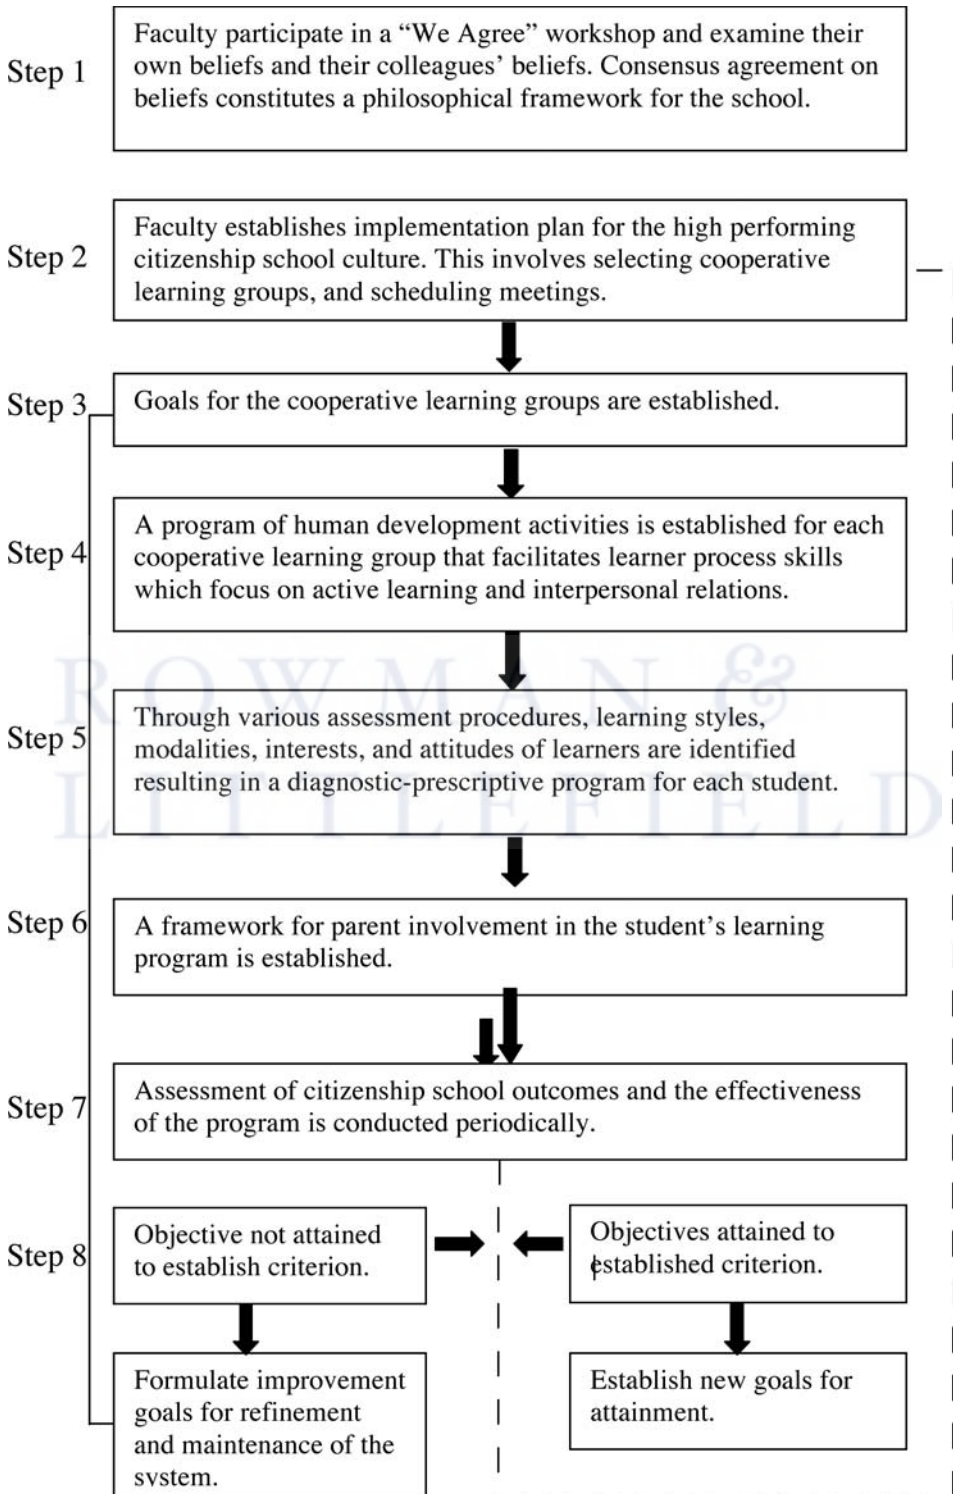 Step 1
Faculty participate in a “We Agree” workshop and examine their
own beliefs and their colleagues’ beliefs. Consensus agreement on
beliefs constitutes a philosophical framework for the school.
Step 2
Faculty establishes implementation plan for the high performing
citizenship school culture. This involves selecting cooperative
learning groups, and scheduling meetings.
Step 3
Goals for the cooperative learning groups are established.
Step 4
A program of human development activities is established for each
cooperative learning group that facilitates learner process skills
which focus on active learning and interpersonal relations.
ROWMAN &
LITTLEFIELD
Step 5
Through various assessment procedures, learning styles,
modalities, interests, and attitudes of learners are identified
resulting in a diagnostic-prescriptive program for each student.
Step 6
A framework for parent involvement in the student’s learning
program is established.
Step 7
Assessment of citizenship school outcomes and the effectiveness
of the program is conducted periodically.
Step 8
Objective not attained
to establish criterion.
Objectives attained to
established criterion.
Formulate improvement
goals for refinement
and maintenance of the
system.
Establish new goals for
attainment.